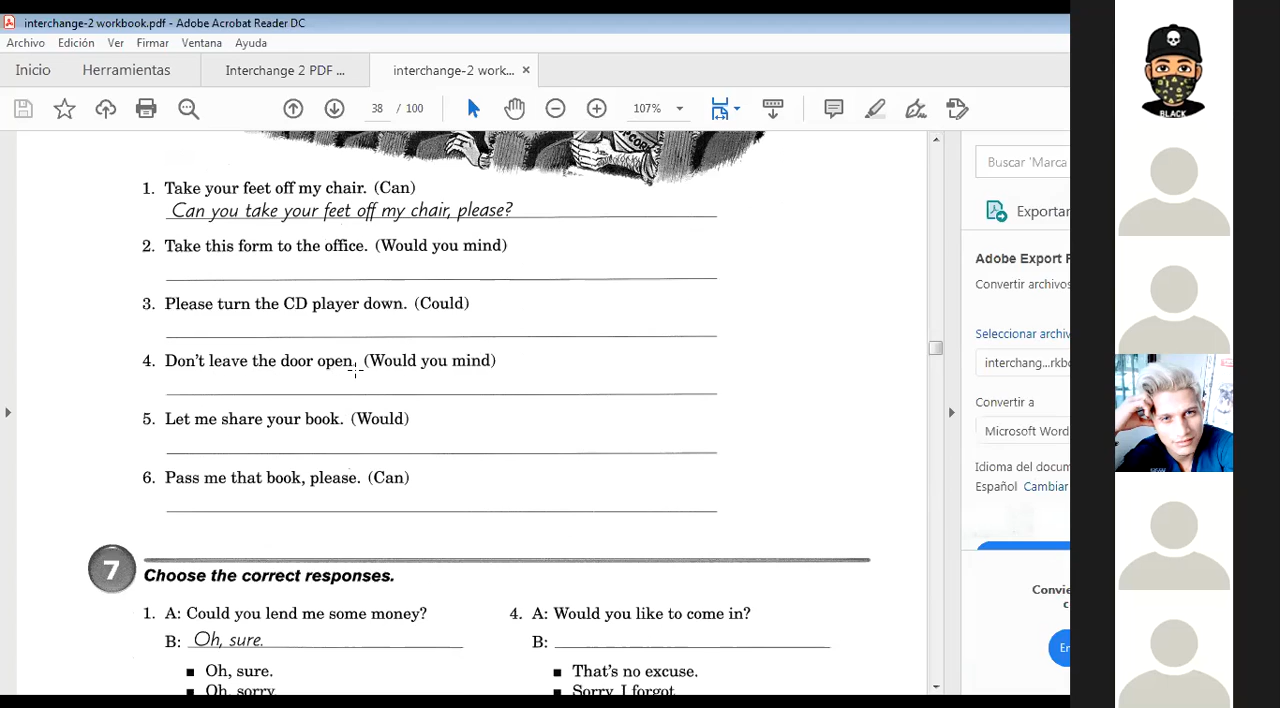 interchange-2 workbook.pdf - Adobe Acrobat Reader DC
Archivo Edición Ver Firmar Ventana Ayuda
Inicio Herramientas Interchange 2 PDF ... interchange-2 work... ×
38 / 100 107%
1. Take your feet off my chair. (Can)
Can you take your feet off my chair, please?
2. Take this form to the office. (Would you mind)
3. Please turn the CD player down. (Could)
4. Don't leave the door open. (Would you mind)
5. Let me share your book. (Would)
6. Pass me that book, please. (Can)
7 Choose the correct responses.
1. A: Could you lend me some money?
B: Oh, sure.
■ Oh, sure.
■ Oh, sorry.
4. A: Would you like to come in?
B:
■ That's no excuse.
■ Sorry, I forgot.
Buscar 'Marca
Exportar
Adobe Export
Convertir archivos
Seleccionar archiv
interchang...rkb
Convertir a
Microsoft Word
Idioma del docum
Español Cambiar
Convie
BLACK